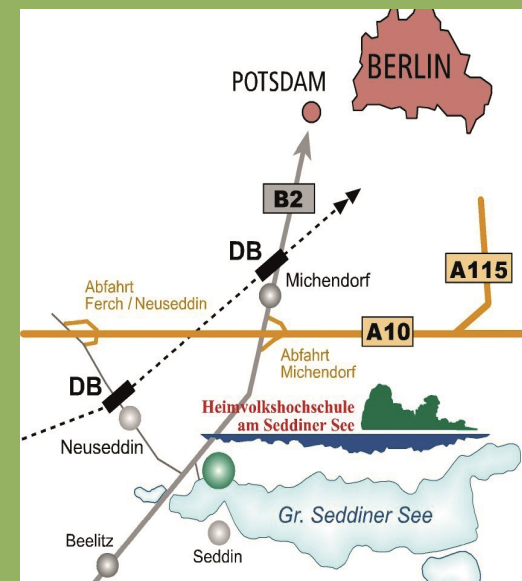 POTSDAM
BERLIN
B2
DB
Michendorf
A115
Abfahrt
Ferch / Neuseddin
A10
Abfahrt
Michendorf
DB
Neuseddin
Heimvolkshochschule
am Seddiner See
Gr. Seddiner See
Beelitz
Seddin